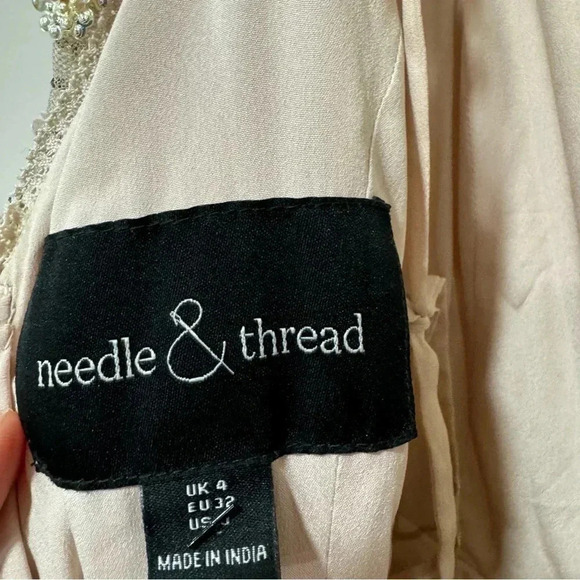 needle & thread
UK 4
EU 32
US
MADE IN INDIA